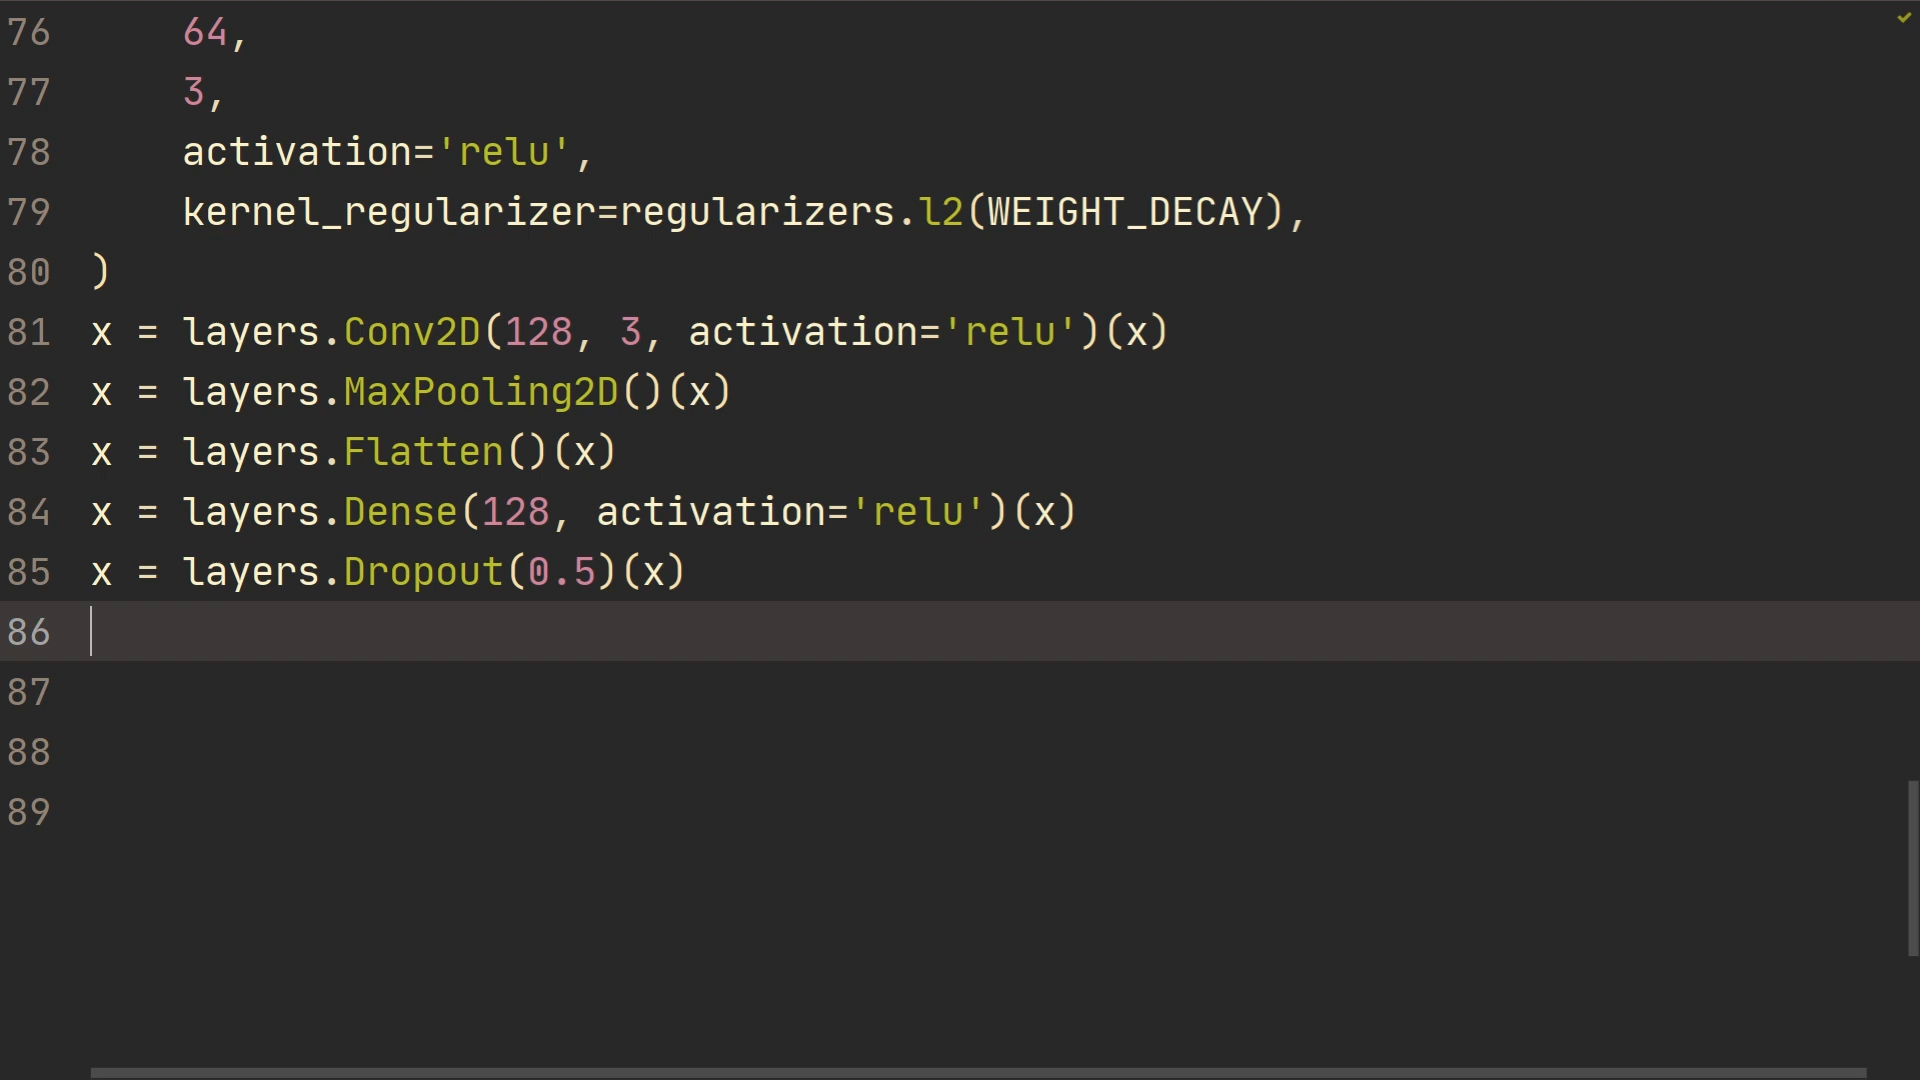 76     64,
77     3,
78     activation='relu',
79     kernel_regularizer=regularizers.l2(WEIGHT_DECAY),
80 )
81 x = layers.Conv2D(128, 3, activation='relu')(x)
82 x = layers.MaxPooling2D()(x)
83 x = layers.Flatten()(x)
84 x = layers.Dense(128, activation='relu')(x)
85 x = layers.Dropout(0.5)(x)
86
87
88
89